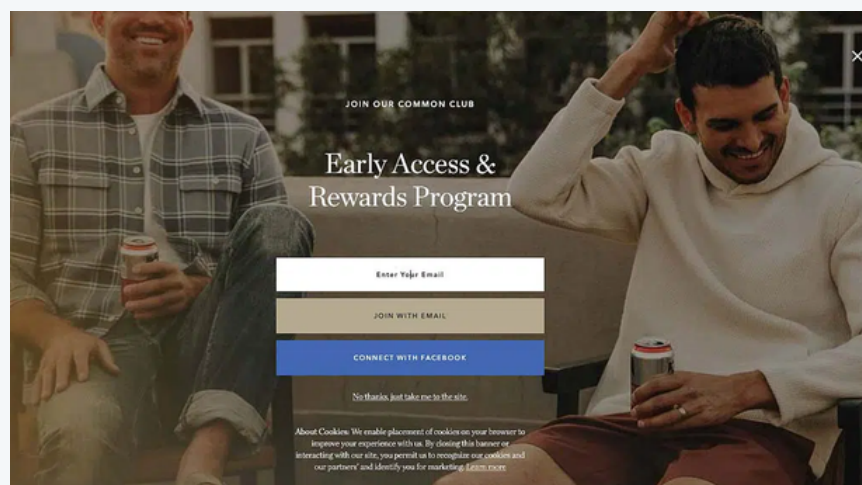 JOIN OUR COMMON CLUB
Early Access &
Rewards Program
Enter Your Email
JOIN WITH EMAIL
CONNECT WITH FACEBOOK
No thanks, just take me to the site.
About Cookies: We enable placement of cookies on your browser to
improve your experience with us. By closing this banner or
interacting with our site, you permit us to recognize our cookies and
our partners' and identify you for marketing. Learn more